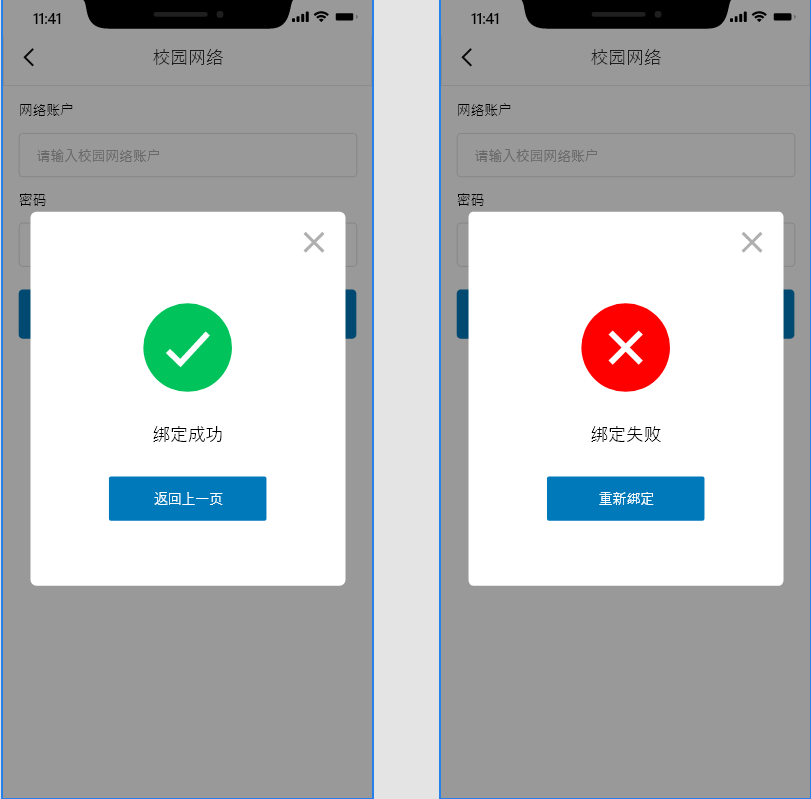 11:41
校园网络
网络账户
请输入校园网络账户
密码
绑定成功
返回上一页
11:41
校园网络
网络账户
请输入校园网络账户
密码
绑定失败
重新绑定